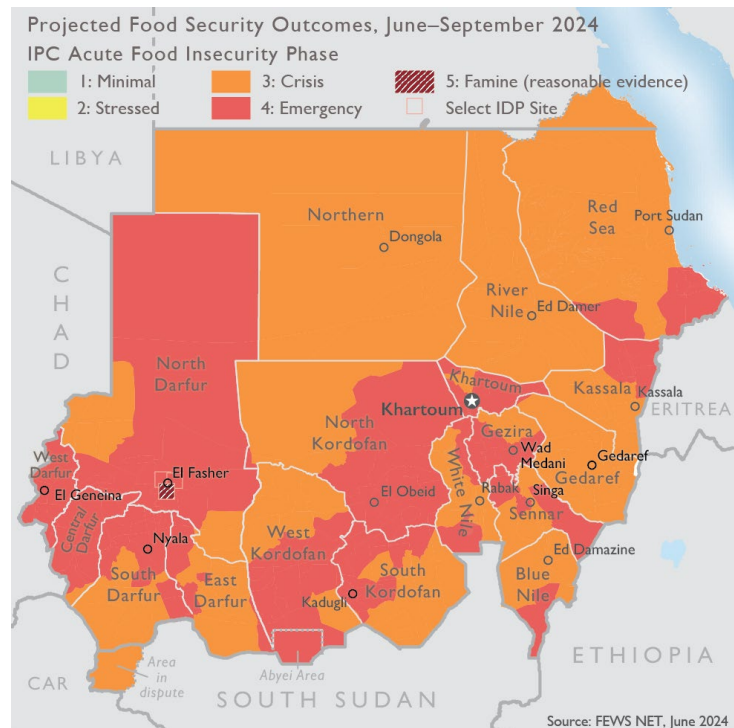 Projected Food Security Outcomes, June–September 2024
IPC Acute Food Insecurity Phase
1: Minimal
3: Crisis
5: Famine (reasonable evidence)
2: Stressed
4: Emergency
Select IDP Site
LIBYA
Northern
Dongola
Red
Sea
Port Sudan
River
Nile
Ed Damer
CHAD
North
Darfur
Khartoum
Khartoum
Kassala
Kassala
ERITREA
North
Kordofan
Gezira
Wad
Medani
Gedaref
Gedaref
West
Darfur
El Fasher
El Geneina
El Obeid
White Nile
Rabak
Singa
Sennar
Central
Darfur
Nyala
West
Kordofan
South
Darfur
East
Darfur
Kadugli
South
Kordofan
Ed Damazine
Blue
Nile
Area
in
dispute
Abyei Area
CAR
SOUTH SUDAN
ETHIOPIA
Source: FEWS NET, June 2024